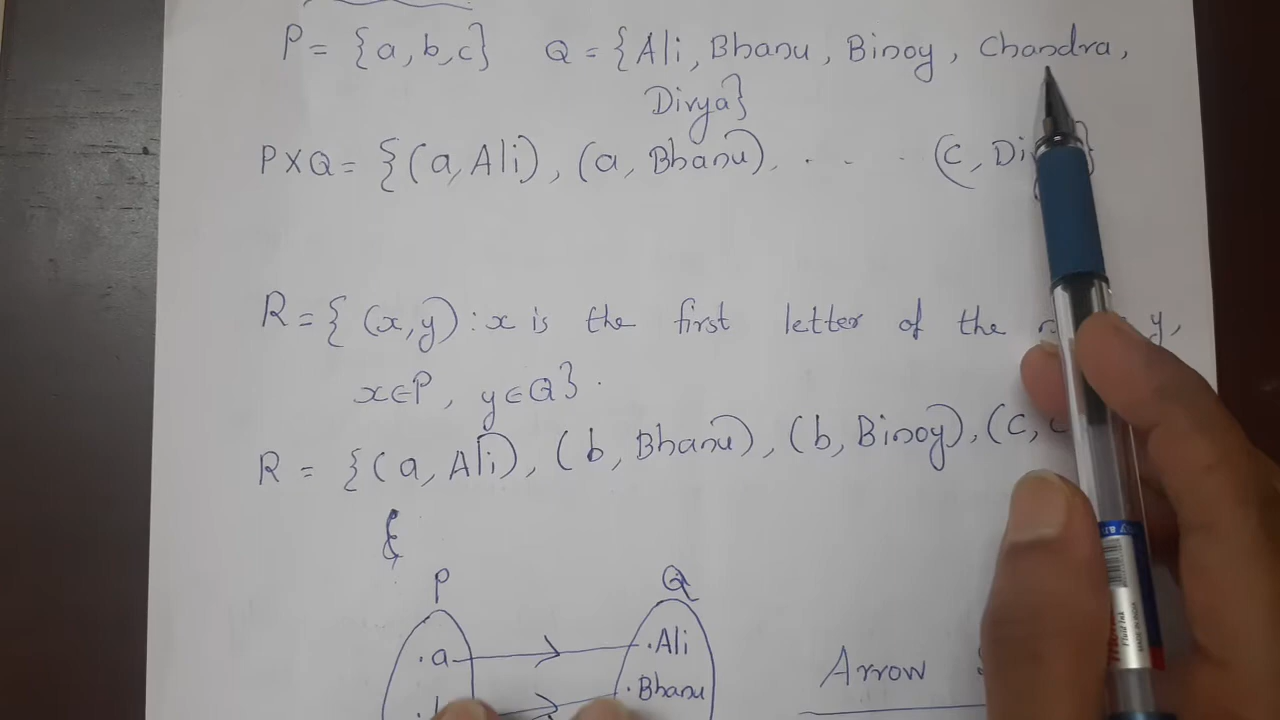 P = {a, b, c} Q = {Ali, Bhanu, Binoy, Chandra,
Divya}
P X Q = {(a, Ali), (a, Bhanu), . . . (c, }
R = { (x, y) : x is the first letter of the y,
x ∈ P, y ∈ Q}.
R = {(a, Ali), (b, Bhanu), (b, Binoy), (c,
{
P Q
.a .Ali
.Bhanu
Arrow